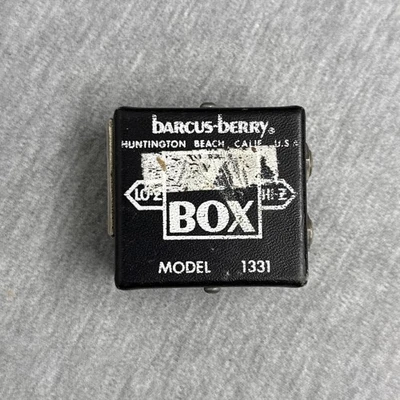 barcus-berry®
HUNTINGTON BEACH CALIF. U.S.A.
LO-Z HI-Z
BOX
MODEL 1331